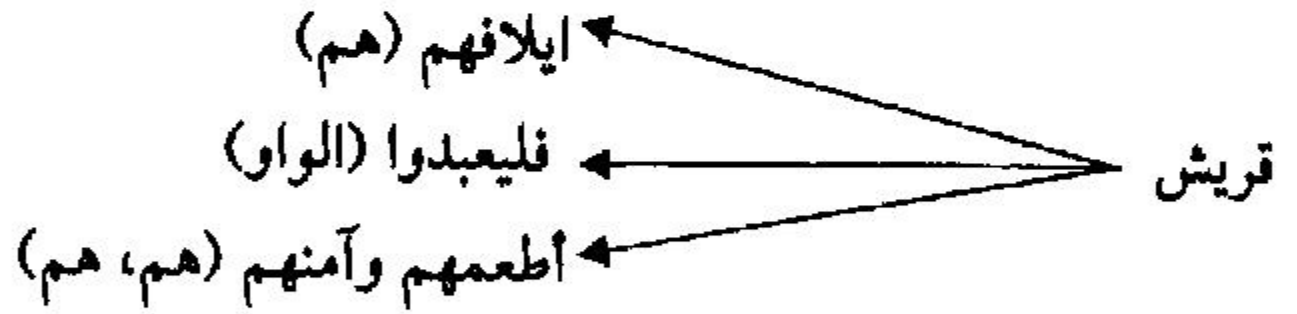 ايلافهم (هم)
فليعبدوا (الواو)
قريش
أطعمهم وآمنهم (هم، هم)